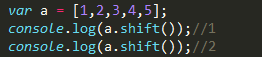 var a = [1,2,3,4,5];
console.log(a.shift());//1
console.log(a.shift());//2